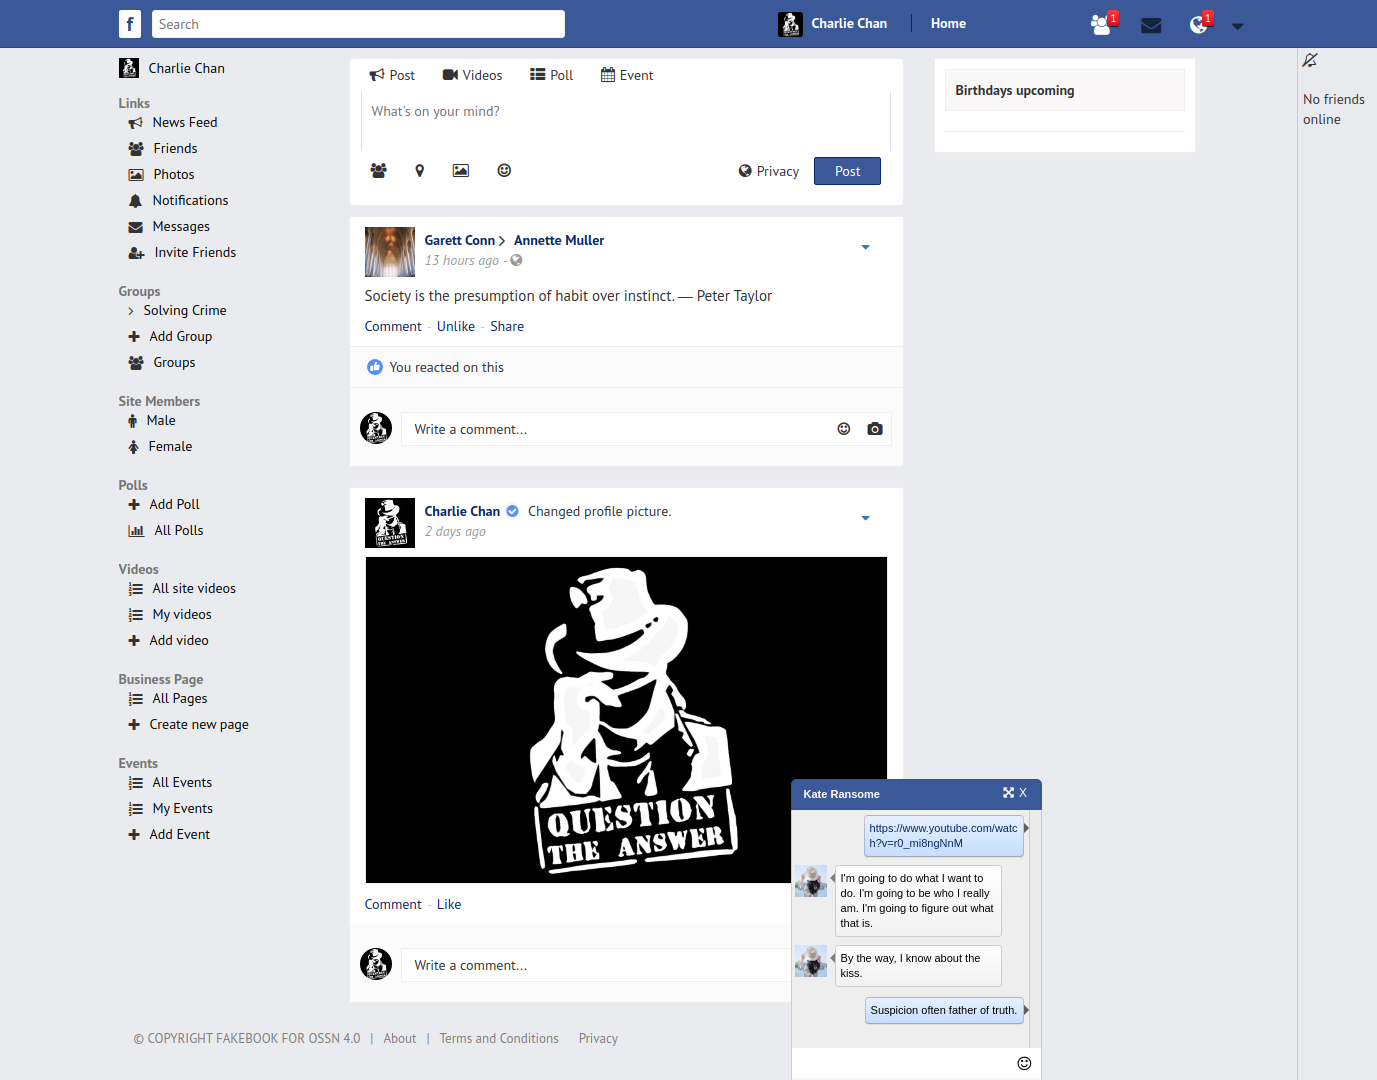 f
Search
Charlie Chan
Home
1
1
Charlie Chan
Links
News Feed
Friends
Photos
Notifications
Messages
Invite Friends
Groups
Solving Crime
Add Group
Groups
Site Members
Male
Female
Polls
Add Poll
All Polls
Videos
All site videos
My videos
Add video
Business Page
All Pages
Create new page
Events
All Events
My Events
Add Event
Post Videos Poll Event
What's on your mind?
Privacy Post
Garett Conn > Annette Muller
13 hours ago -
Society is the presumption of habit over instinct. — Peter Taylor
Comment - Unlike - Share
You reacted on this
Write a comment...
Charlie Chan Changed profile picture.
2 days ago
QUESTION
THE ANSWER
QUESTION
THE ANSWER
Comment - Like
Write a comment...
Birthdays upcoming
No friends
online
Kate Ransome X
https://www.youtube.com/watc
h?v=r0_mi8ngNnM
I'm going to do what I want to
do. I'm going to be who I really
am. I'm going to figure out what
that is.
By the way, I know about the
kiss.
Suspicion often father of truth.
© COPYRIGHT FAKEBOOK FOR OSSN 4.0 | About | Terms and Conditions Privacy